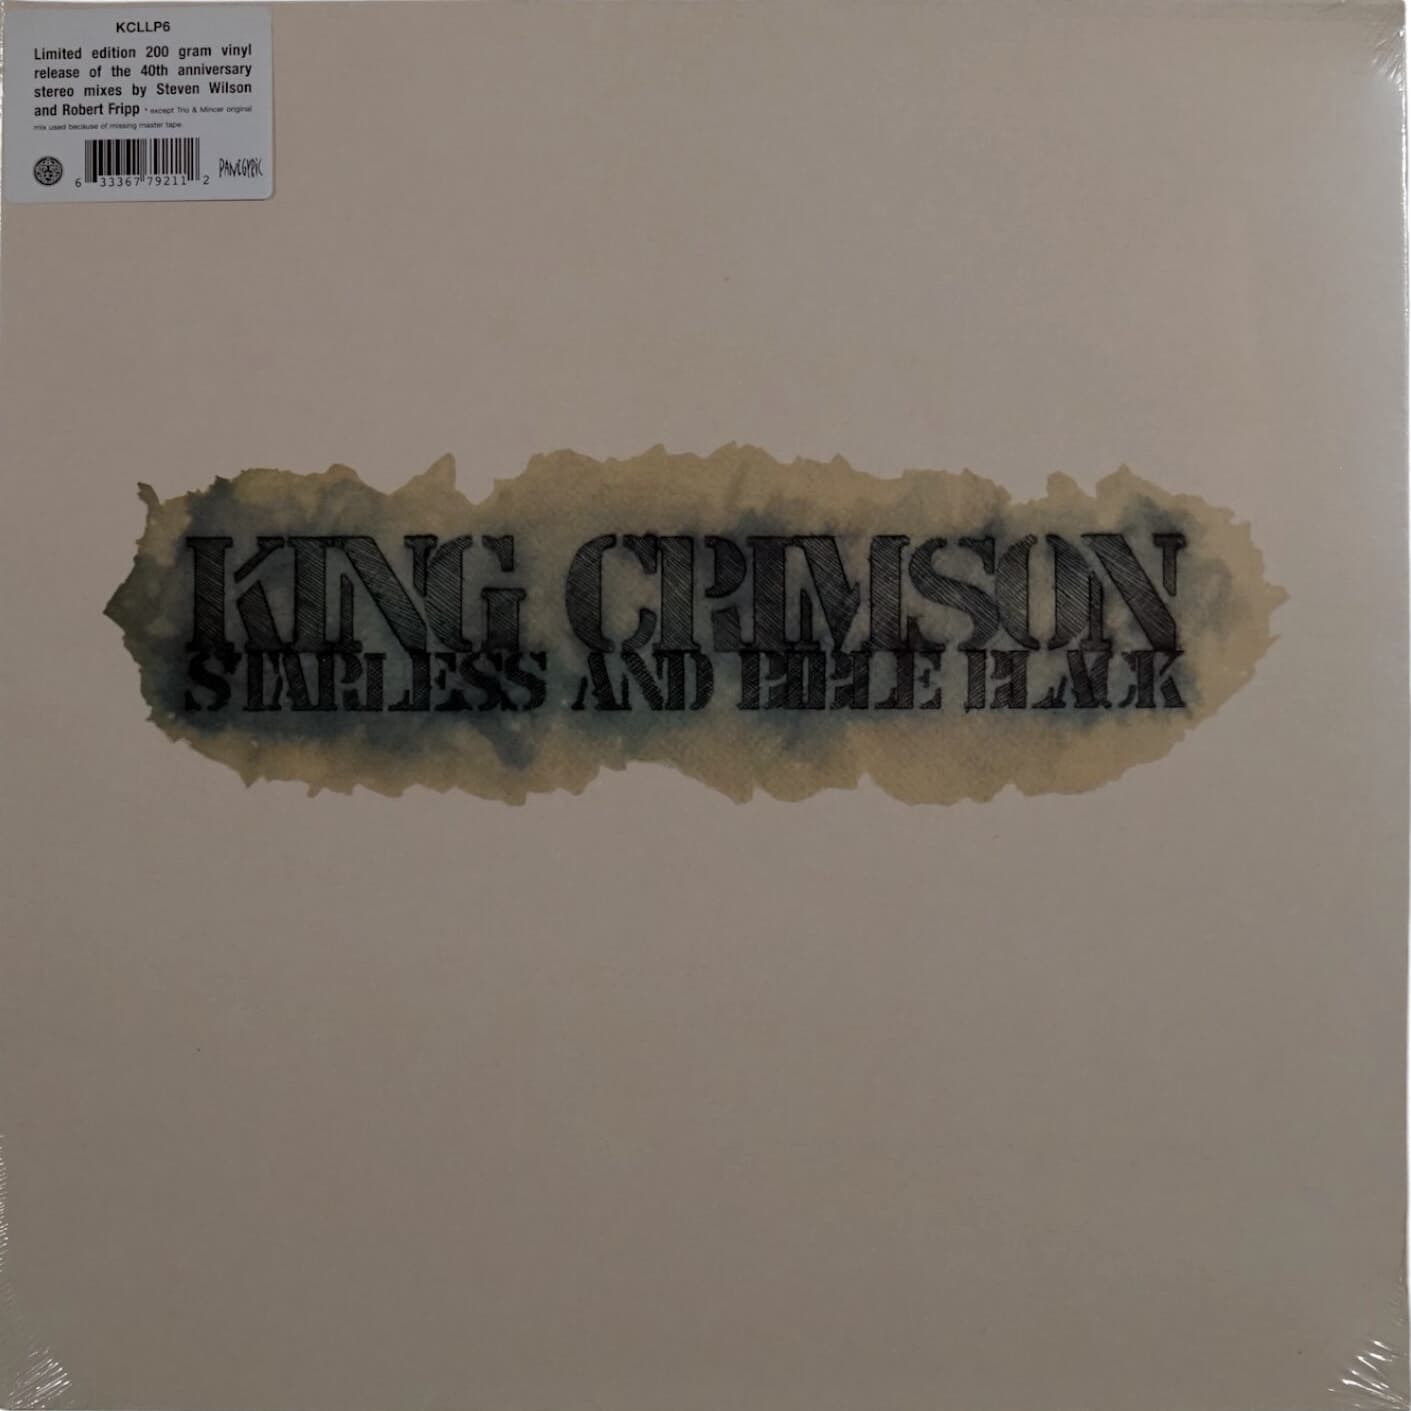 KCLLP6
Limited edition 200 gram vinyl
release of the 40th anniversary
stereo mixes by Steven Wilson
and Robert Fripp * except Trio & Mincer original
mix used because of missing master tape.
6 33367 79211 2
PANEGYRIC
KING CRIMSON
STARLESS AND BIBLE BLACK